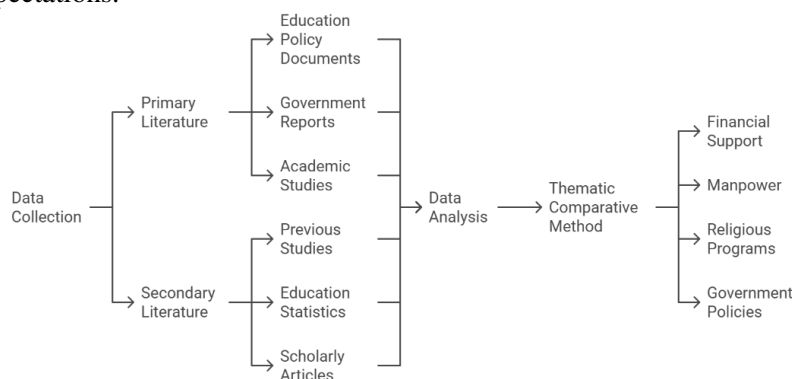 Education
Policy
Documents
Primary
Literature
Government
Reports
Academic
Studies
Data
Collection
Previous
Studies
Secondary
Literature
Education
Statistics
Scholarly
Articles
Data
Analysis
Thematic
Comparative
Method
Financial
Support
Manpower
Religious
Programs
Government
Policies